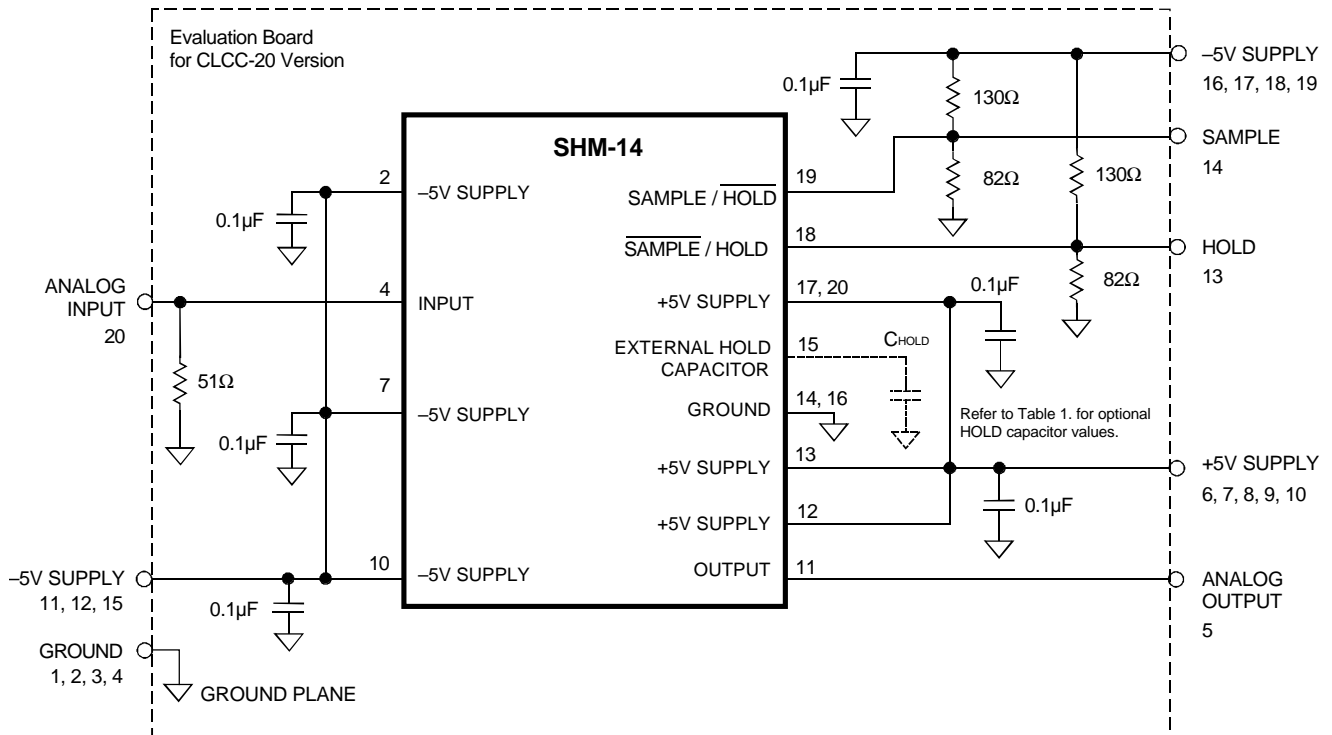 Evaluation Board
for CLCC-20 Version
–5V SUPPLY
16, 17, 18, 19
0.1µF
130Ω
SHM-14
SAMPLE
14
2
–5V SUPPLY
19
SAMPLE / HOLD
82Ω
130Ω
0.1µF
18
SAMPLE / HOLD
HOLD
13
ANALOG
INPUT
20
4
INPUT
17, 20
+5V SUPPLY
0.1µF
82Ω
15
EXTERNAL HOLD
CAPACITOR
CHOLD
51Ω
7
–5V SUPPLY
14, 16
GROUND
Refer to Table 1. for optional
HOLD capacitor values.
0.1µF
13
+5V SUPPLY
+5V SUPPLY
6, 7, 8, 9, 10
12
+5V SUPPLY
0.1µF
10
–5V SUPPLY
–5V SUPPLY
11, 12, 15
0.1µF
OUTPUT
11
ANALOG
OUTPUT
5
GROUND
1, 2, 3, 4
GROUND PLANE